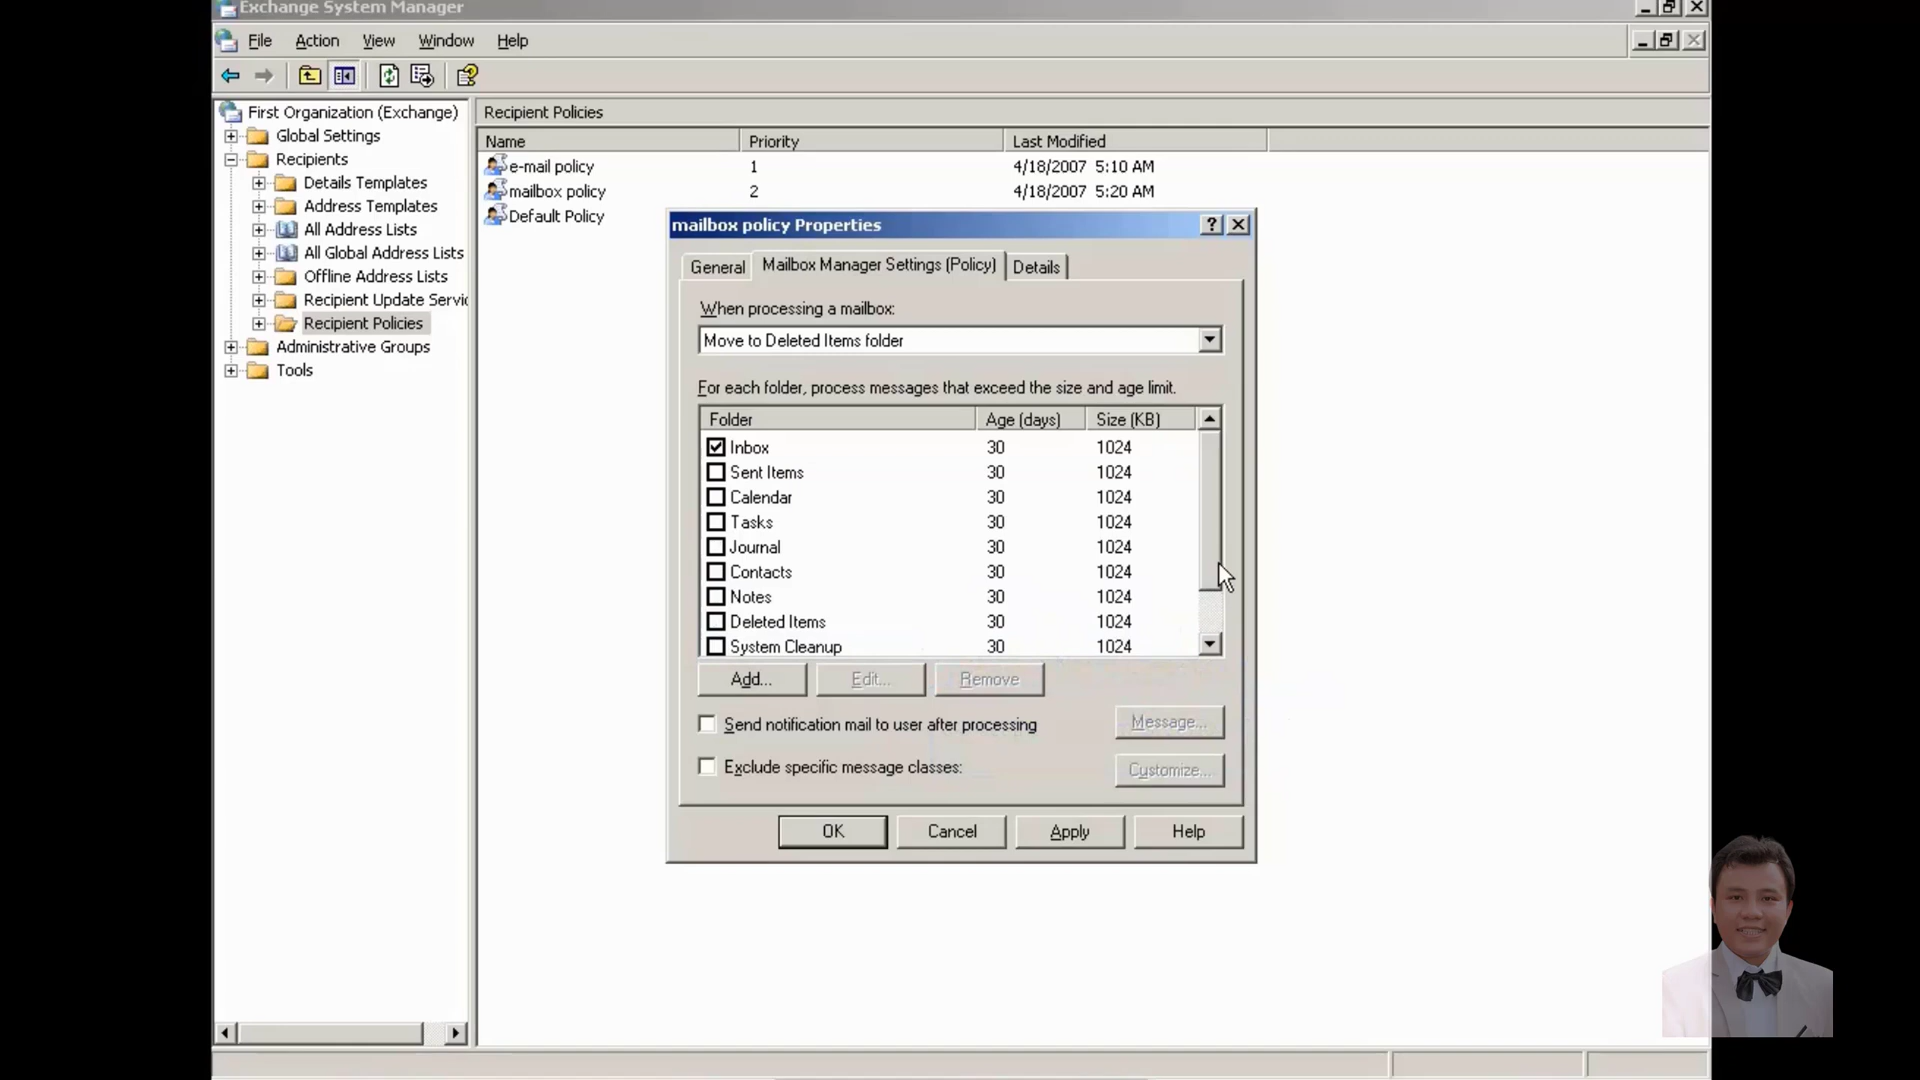 Exchange System Manager
File Action View Window Help
First Organization (Exchange)
Global Settings
Recipients
Details Templates
Address Templates
All Address Lists
All Global Address Lists
Offline Address Lists
Recipient Update Servic
Recipient Policies
Administrative Groups
Tools
Recipient Policies
Name Priority Last Modified
e-mail policy 1 4/18/2007 5:10 AM
mailbox policy 2 4/18/2007 5:20 AM
Default Policy
mailbox policy Properties
General Mailbox Manager Settings (Policy) Details
When processing a mailbox:
Move to Deleted Items folder
For each folder, process messages that exceed the size and age limit.
Folder Age (days) Size (KB)
Inbox 30 1024
Sent Items 30 1024
Calendar 30 1024
Tasks 30 1024
Journal 30 1024
Contacts 30 1024
Notes 30 1024
Deleted Items 30 1024
System Cleanup 30 1024
Add... Edit... Remove
Send notification mail to user after processing Message...
Exclude specific message classes: Customize...
OK Cancel Apply Help